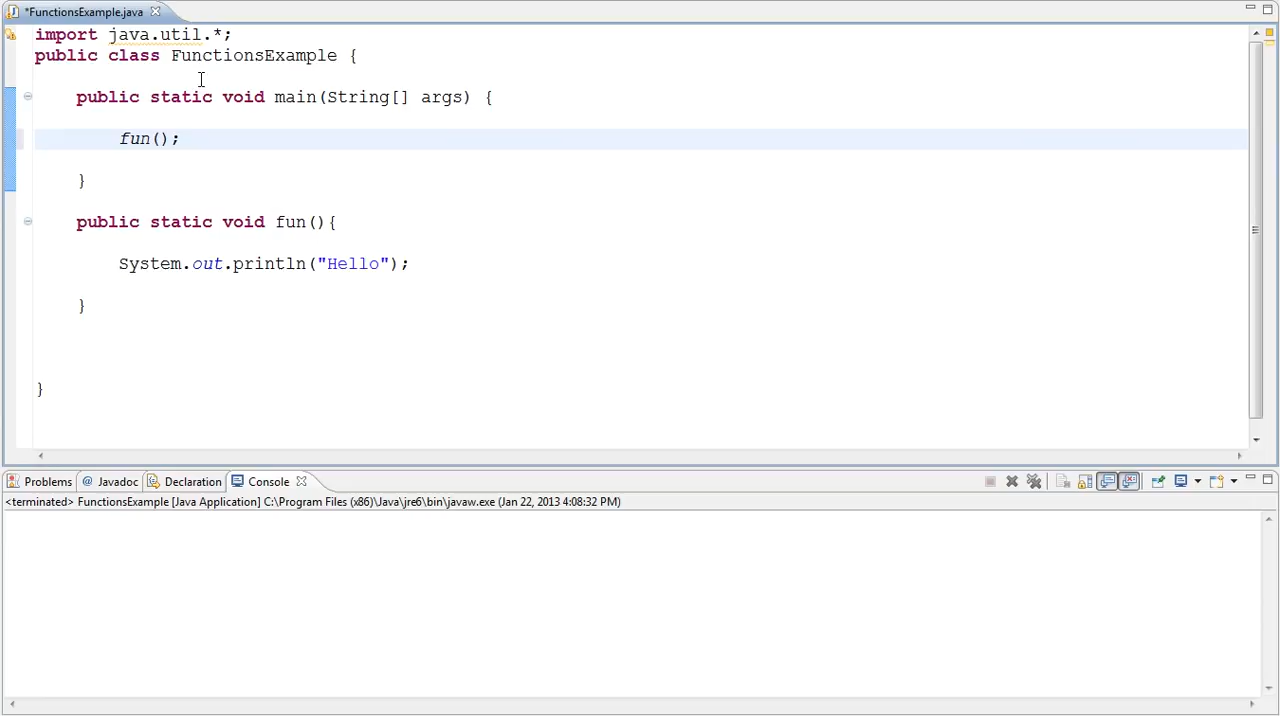 *FunctionsExample.java
import java.util.*;
public class FunctionsExample {
public static void main(String[] args) {
fun();
}
public static void fun(){
System.out.println("Hello");
}
}
Problems @ Javadoc Declaration Console
<terminated> FunctionsExample [Java Application] C:\Program Files (x86)\Java\jre6\bin\javaw.exe (Jan 22, 2013 4:08:32 PM)